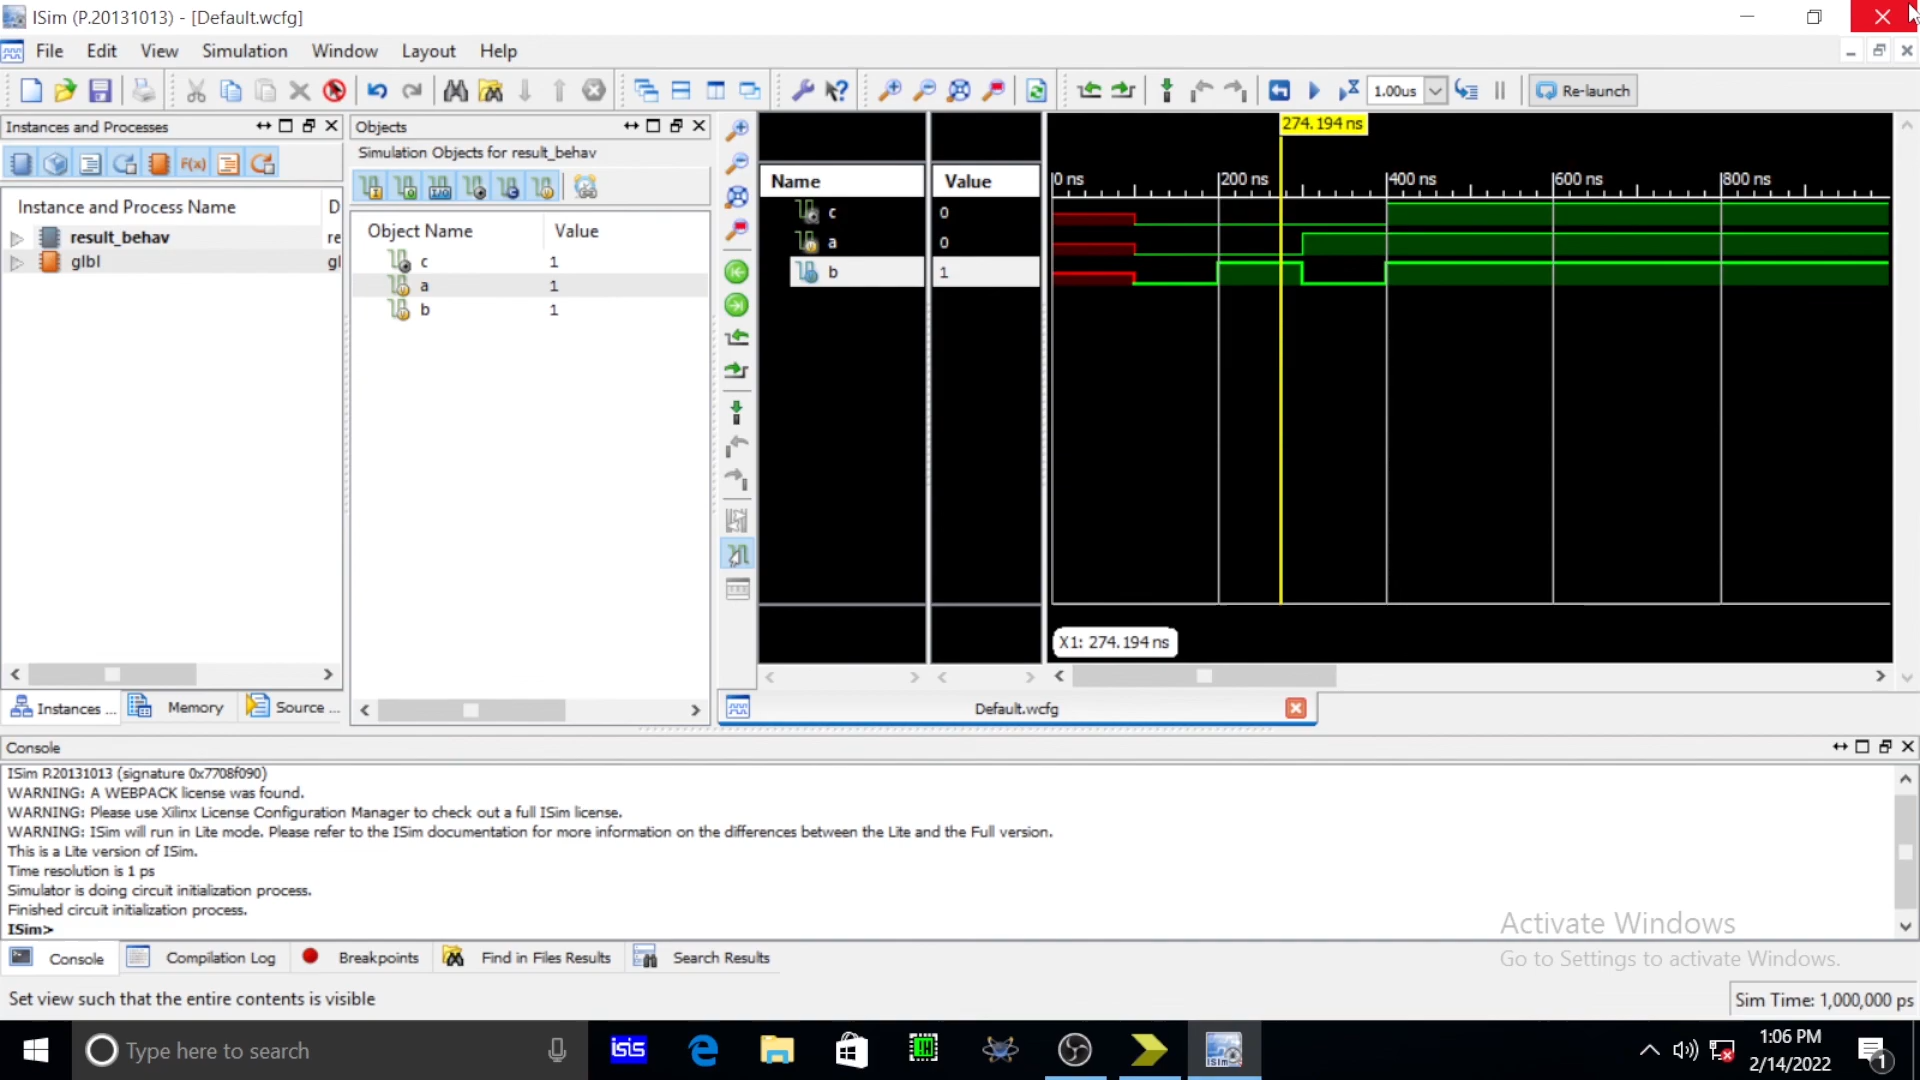 ISim (P.20131013) - [Default.wcfg]
File Edit View Simulation Window Layout Help
1.00us Re-launch
Instances and Processes
Objects
Simulation Objects for result_behav
F(x)
Instance and Process Name D
result_behav re
glbl gl
Object Name Value
c 1
a 1
b 1
Name Value
c 0
a 0
b 1
274.194 ns
0 ns 200 ns 400 ns 600 ns 800 ns
X1: 274.194 ns
Instances ... Memory Source ...
Default.wcfg
Console
ISim P.20131013 (signature 0x7708f090)
WARNING: A WEBPACK license was found.
WARNING: Please use Xilinx License Configuration Manager to check out a full ISim license.
WARNING: ISim will run in Lite mode. Please refer to the ISim documentation for more information on the differences between the Lite and the Full version.
This is a Lite version of ISim.
Time resolution is 1 ps
Simulator is doing circuit initialization process.
Finished circuit initialization process.
ISim>
Activate Windows
Go to Settings to activate Windows.
Console Compilation Log Breakpoints Find in Files Results Search Results
Set view such that the entire contents is visible
Sim Time: 1,000,000 ps
Type here to search
isis
ISim
1:06 PM
2/14/2022
1